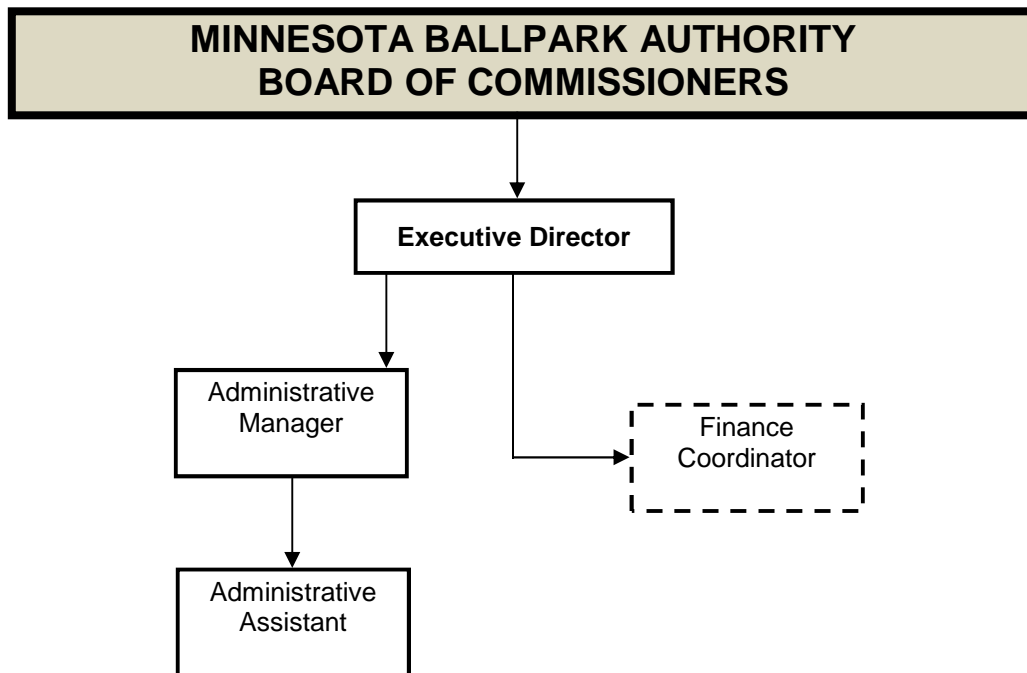 MINNESOTA BALLPARK AUTHORITY
BOARD OF COMMISSIONERS
Executive Director
Administrative
Manager
Finance
Coordinator
Administrative
Assistant